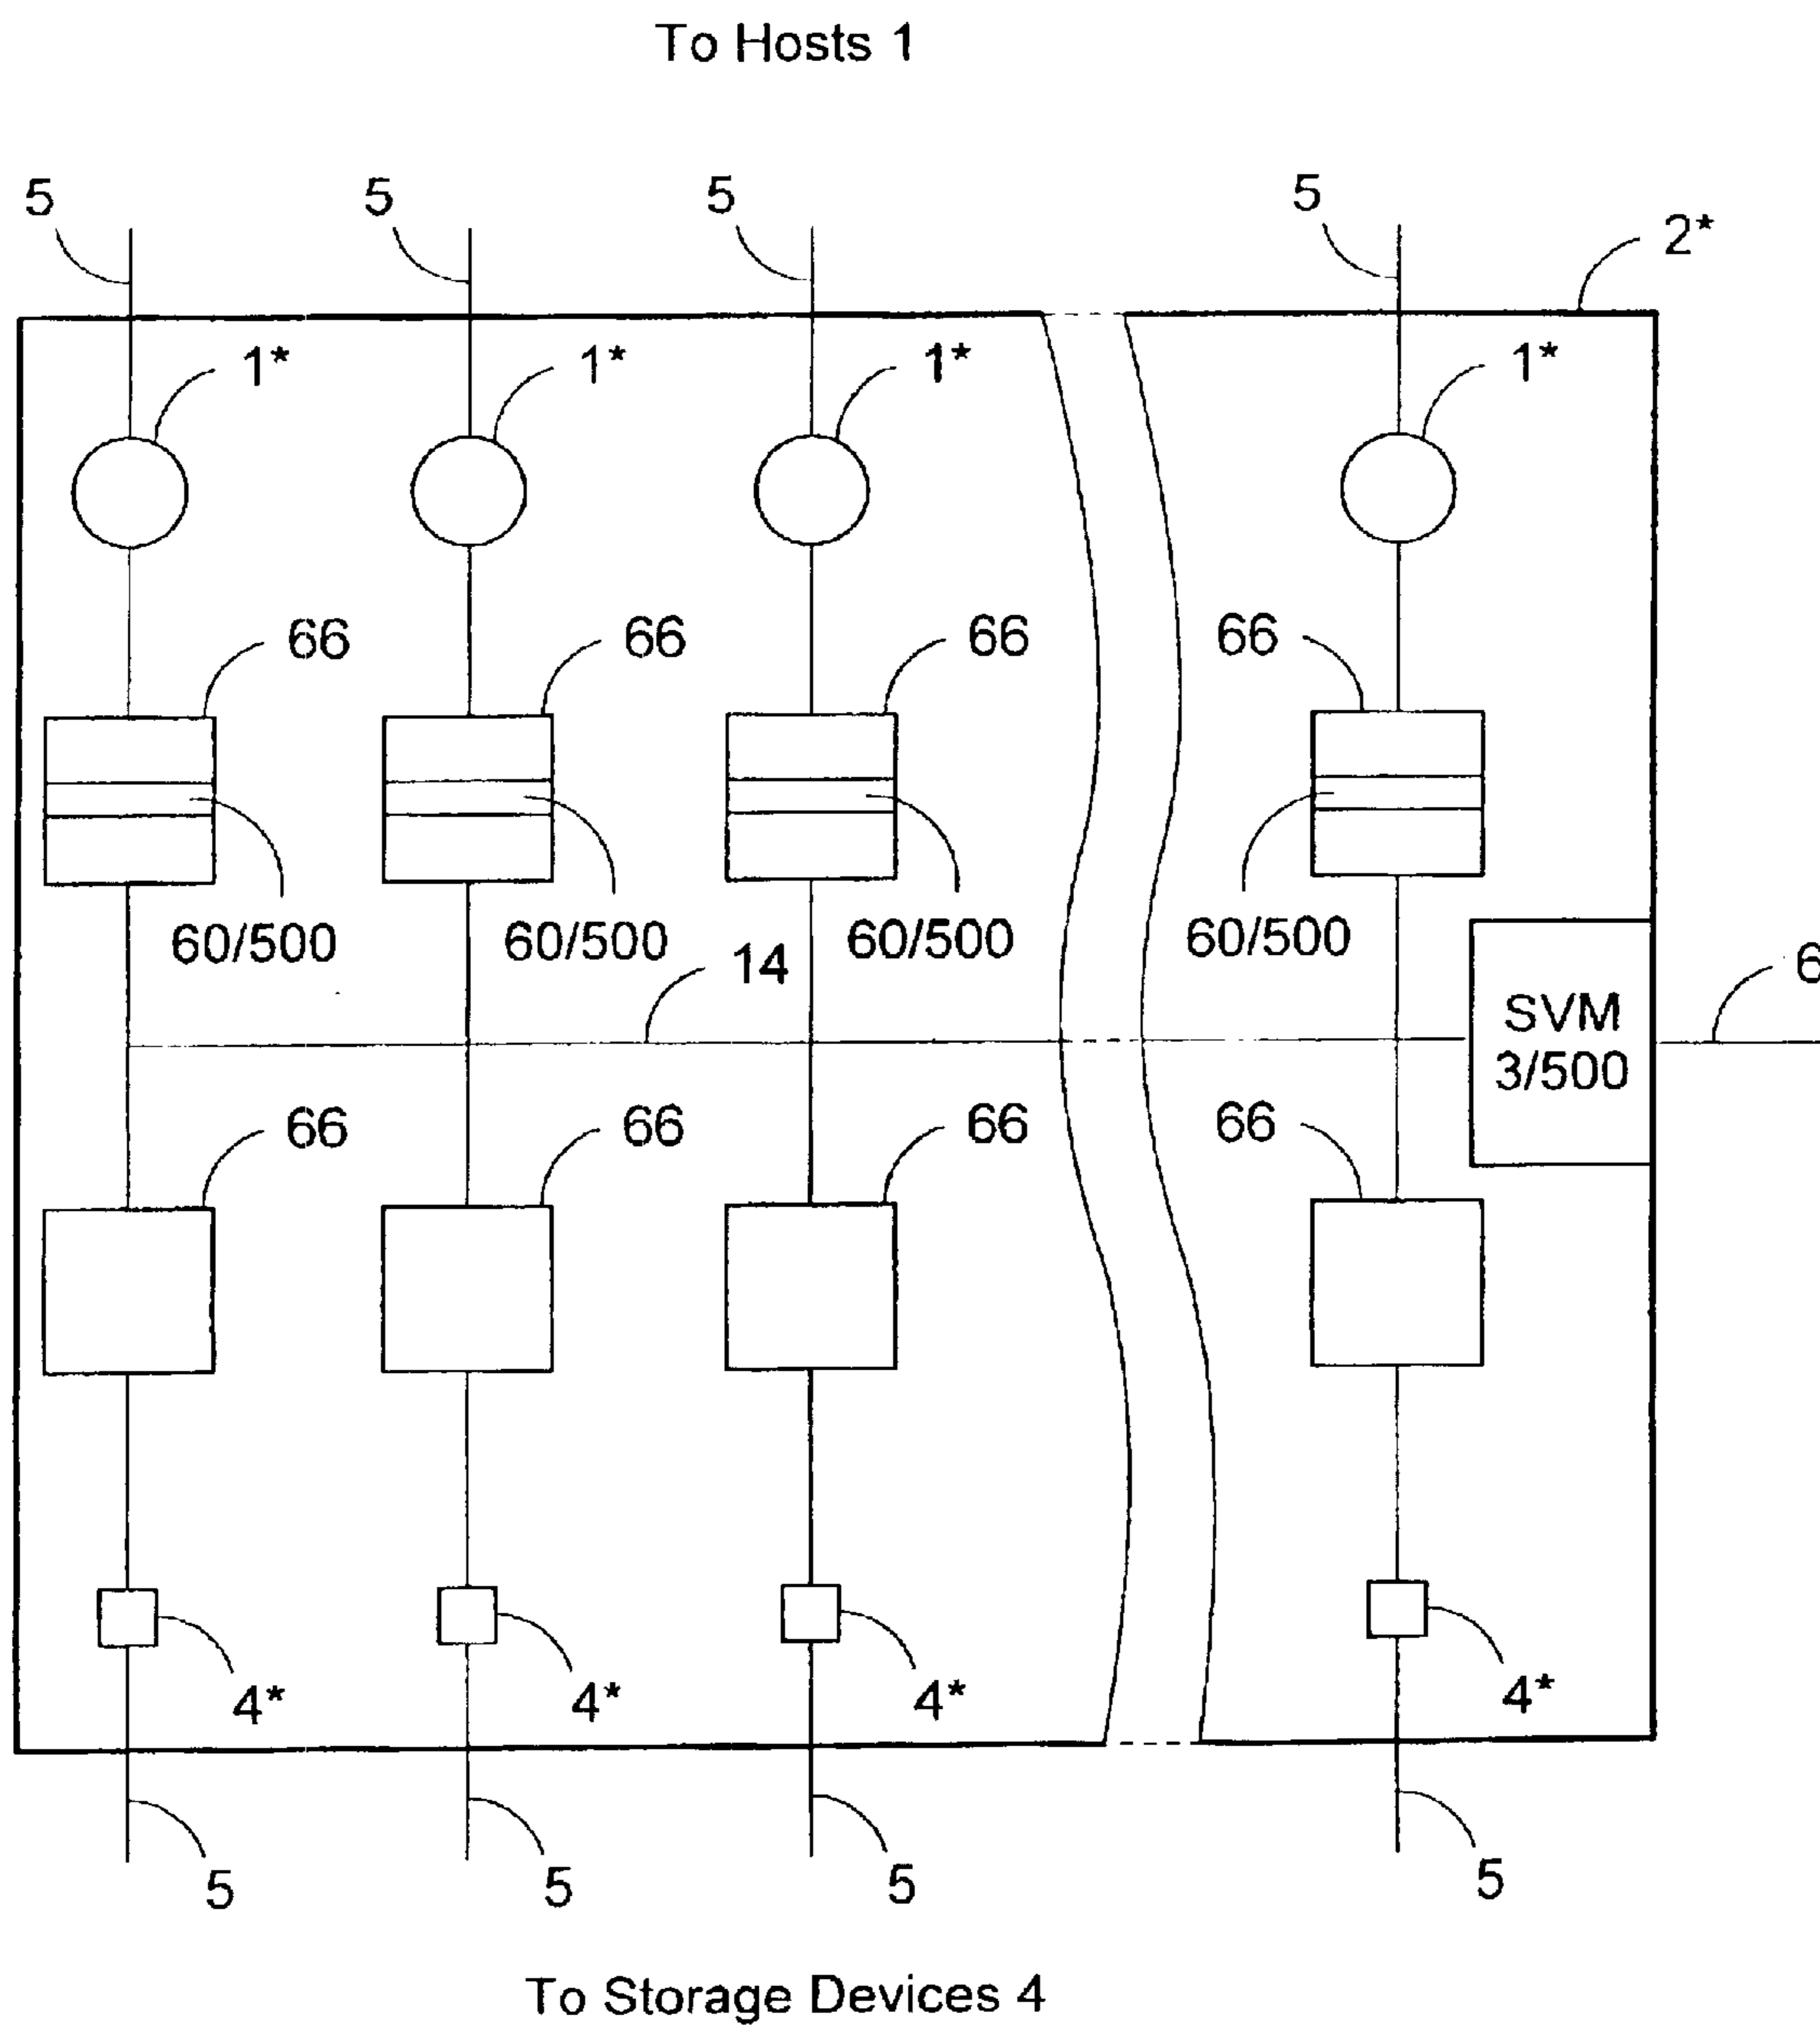 To Hosts 1
5 5 5 5
2*
1* 1* 1* 1*
66 66 66 66
60/500 60/500 60/500 60/500
14
6
SVM
3/500
66 66 66 66
4* 4* 4* 4*
5 5 5 5
To Storage Devices 4